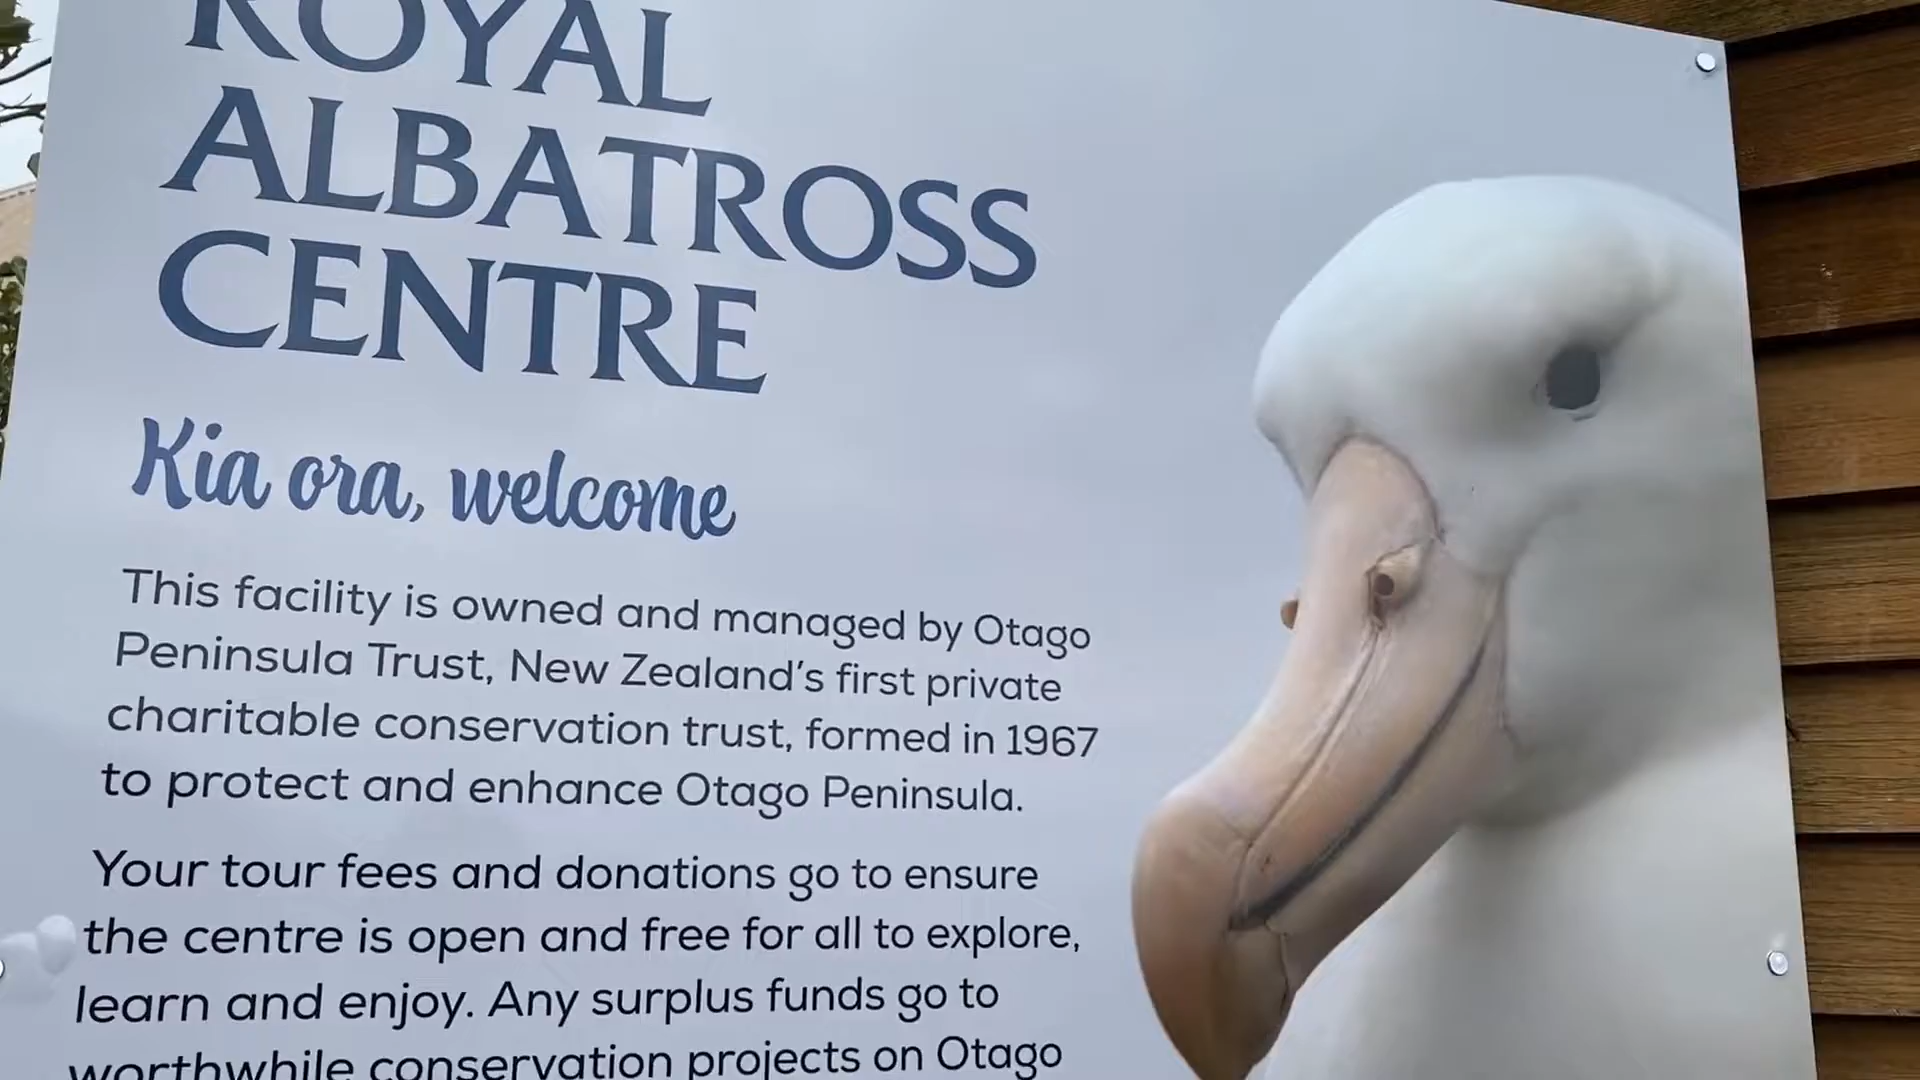 ROYAL
ALBATROSS
CENTRE
Kia ora, welcome
This facility is owned and managed by Otago
Peninsula Trust, New Zealand's first private
charitable conservation trust, formed in 1967
to protect and enhance Otago Peninsula.
Your tour fees and donations go to ensure
the centre is open and free for all to explore,
learn and enjoy. Any surplus funds go to
worthwhile conservation projects on Otago